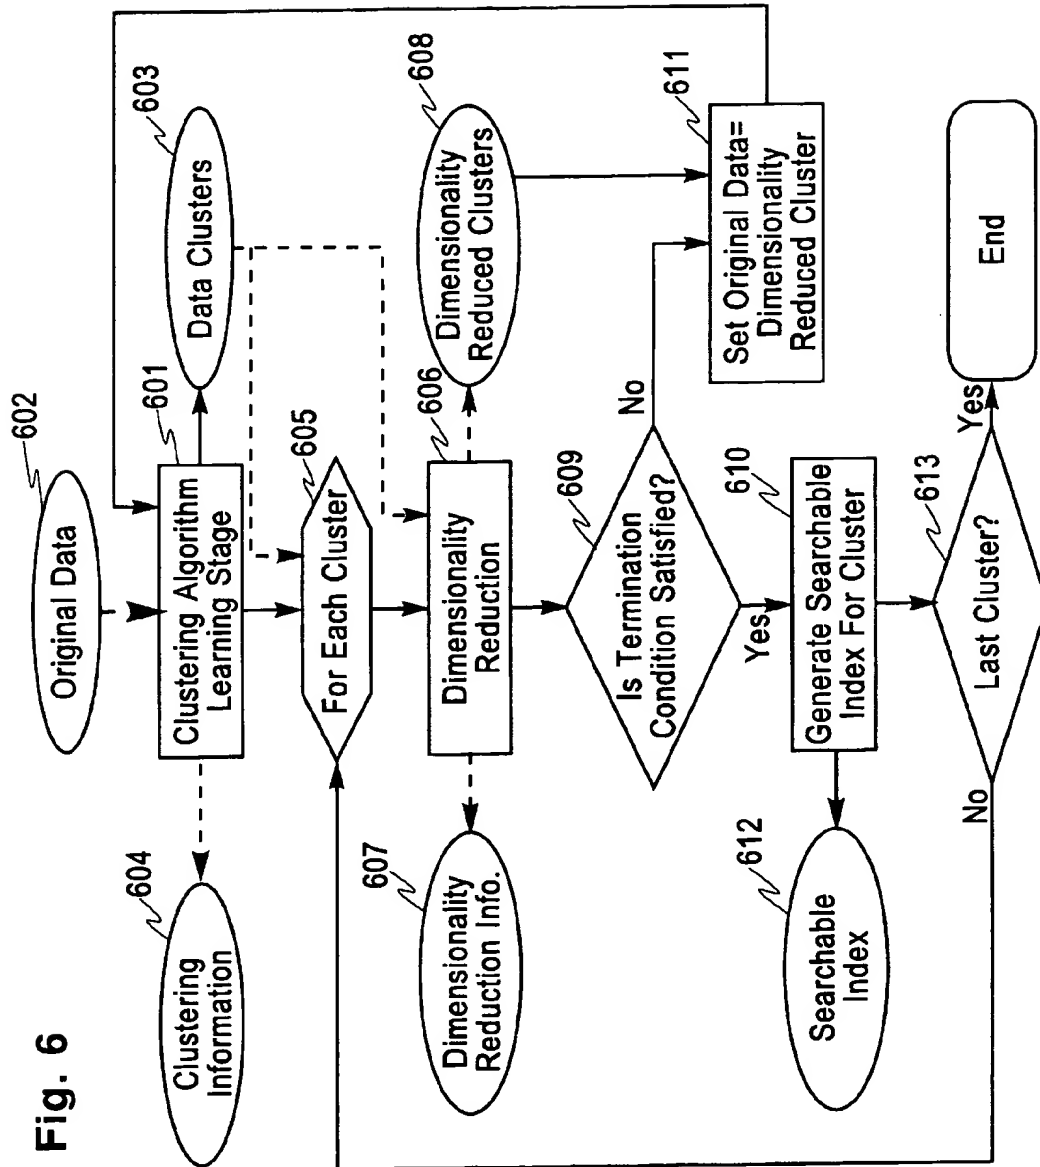 Fig. 6
602
Original Data
601
Clustering Algorithm
Learning Stage
603
Data Clusters
604
Clustering
Information
605
For Each Cluster
606
Dimensionality
Reduction
607
Dimensionality
Reduction Info.
608
Dimensionality
Reduced Clusters
609
Is Termination
Condition Satisfied?
No
Yes
611
Set Original Data=
Dimensionality
Reduced Cluster
610
Generate Searchable
Index For Cluster
612
Searchable
Index
613
Last Cluster?
No
Yes
End